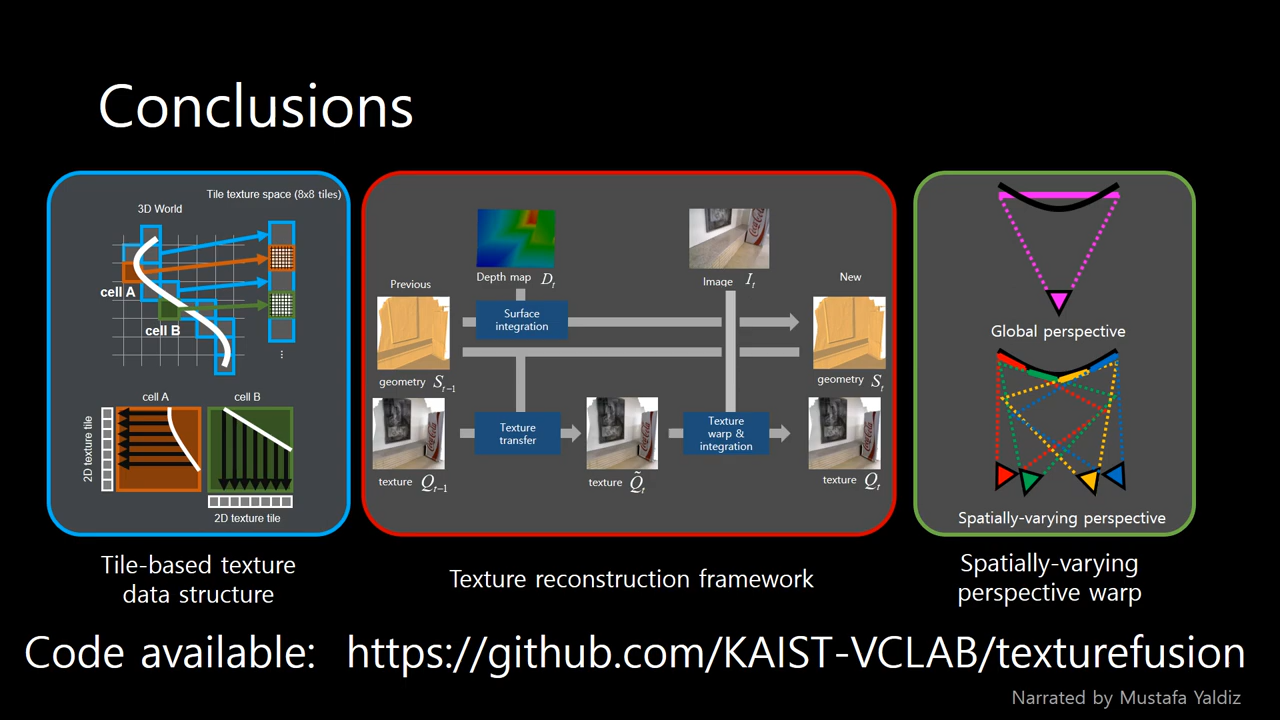 Conclusions
Tile texture space (8x8 tiles)
3D World
cell A
cell B
⋮
cell A
cell B
2D texture tile
2D texture tile
Depth map D_t
Image I_t
Previous
New
Surface
integration
geometry S_{t-1}
geometry S_t
Texture
transfer
Texture
warp &
integration
texture Q_{t-1}
texture Q̃_t
texture Q_t
Global perspective
Spatially-varying perspective
Tile-based texture
data structure
Texture reconstruction framework
Spatially-varying
perspective warp
Code available: https://github.com/KAIST-VCLAB/texturefusion
Narrated by Mustafa Yaldiz